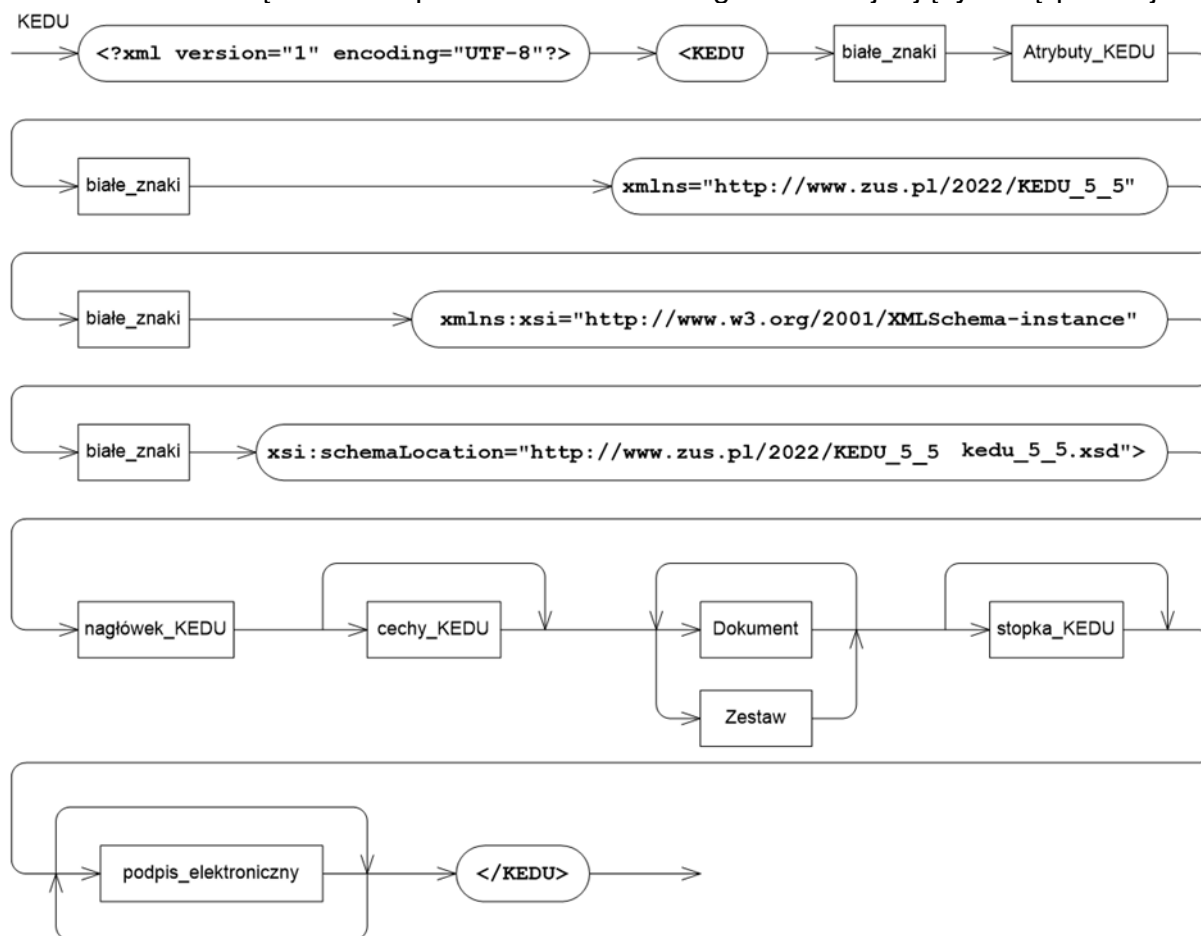 KEDU
<?xml version="1" encoding="UTF-8"?> <KEDU białe_znaki Atrybuty_KEDU
białe_znaki xmlns="http://www.zus.pl/2022/KEDU_5_5"
białe_znaki xmlns:xsi="http://www.w3.org/2001/XMLSchema-instance"
białe_znaki xsi:schemaLocation="http://www.zus.pl/2022/KEDU_5_5 kedu_5_5.xsd">
nagłówek_KEDU cechy_KEDU Dokument stopka_KEDU
Zestaw
podpis_elektroniczny </KEDU>